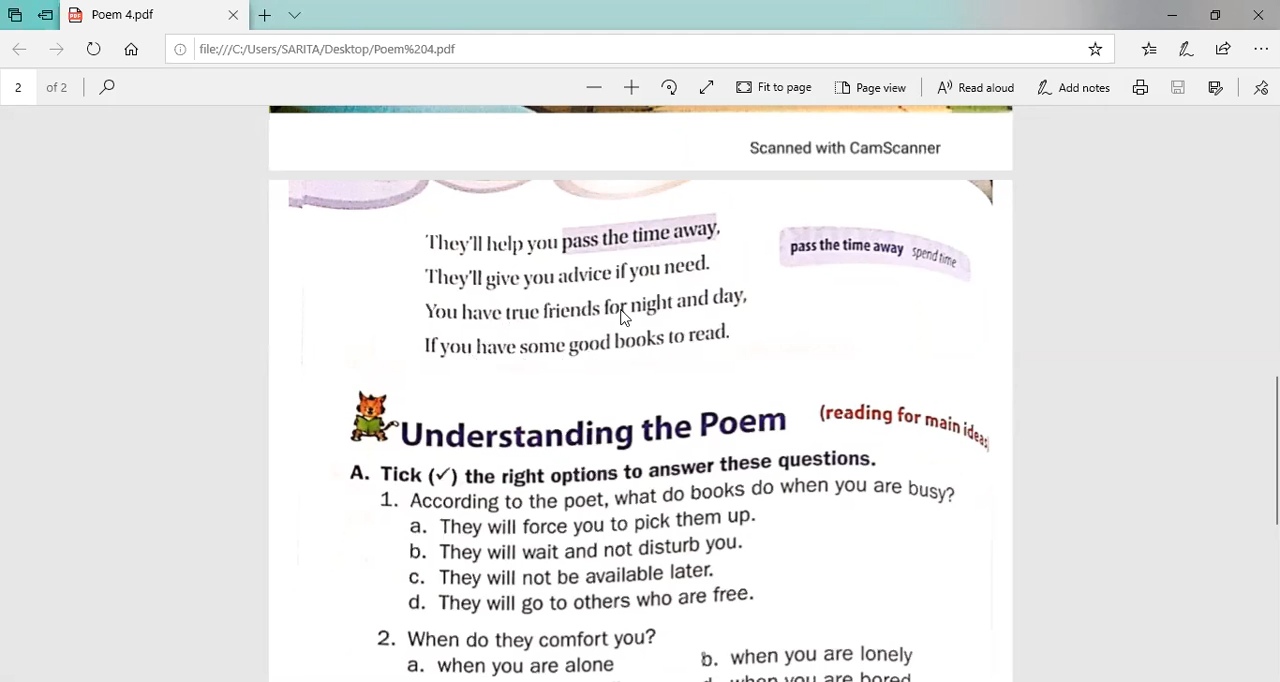 Poem 4.pdf
file:///C:/Users/SARITA/Desktop/Poem%204.pdf
2 of 2
Fit to page
Page view
Read aloud
Add notes
Scanned with CamScanner
They'll help you pass the time away,
pass the time away spend time
They'll give you advice if you need.
You have true friends for night and day,
If you have some good books to read.
Understanding the Poem (reading for main ideas
A. Tick (✓) the right options to answer these questions.
1. According to the poet, what do books do when you are busy?
a. They will force you to pick them up.
b. They will wait and not disturb you.
c. They will not be available later.
d. They will go to others who are free.
2. When do they comfort you?
a. when you are alone
b. when you are lonely
d. when you are bored